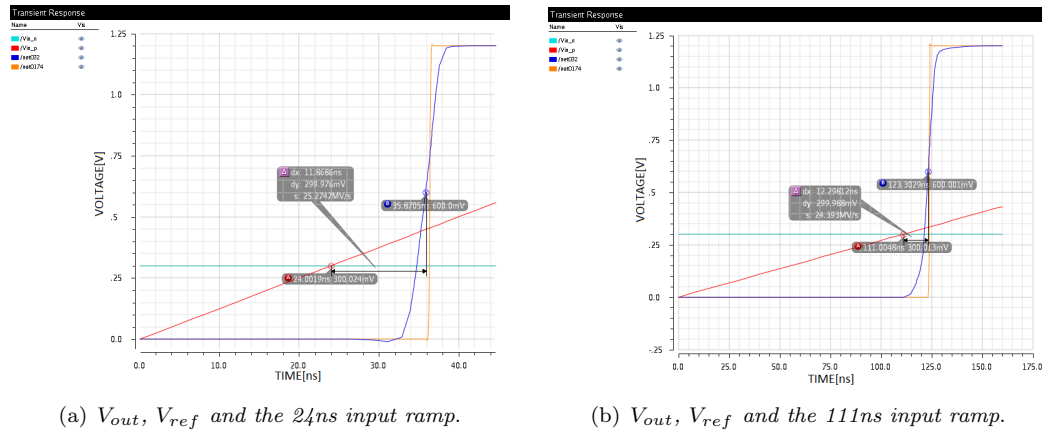 Transient Response
Name Vis
/Vin_n
/Vin_p
/net082
/net0174
VOLTAGE[V]
1.25
1.0
.75
.5
.25
0.0
dx: 11.8686ns
dy: 299.976mV
s: 25.2747MV/s
35.8705ns 600.0mV
24.0019ns 300.024mV
0.0 10.0 20.0 30.0 40.0
TIME[ns]
(a) Vout, Vref and the 24ns input ramp.
Transient Response
Name Vis
/Vin_n
/Vin_p
/net082
/net0174
VOLTAGE[V]
1.25
1.0
.75
.5
.25
0.0
-.25
dx: 12.29812ns
dy: 299.988mV
s: 24.393MV/s
123.3029ns 600.001mV
111.0048ns 300.013mV
0.0 25.0 50.0 75.0 100.0 125.0 150.0 175.0
TIME[ns]
(b) Vout, Vref and the 111ns input ramp.